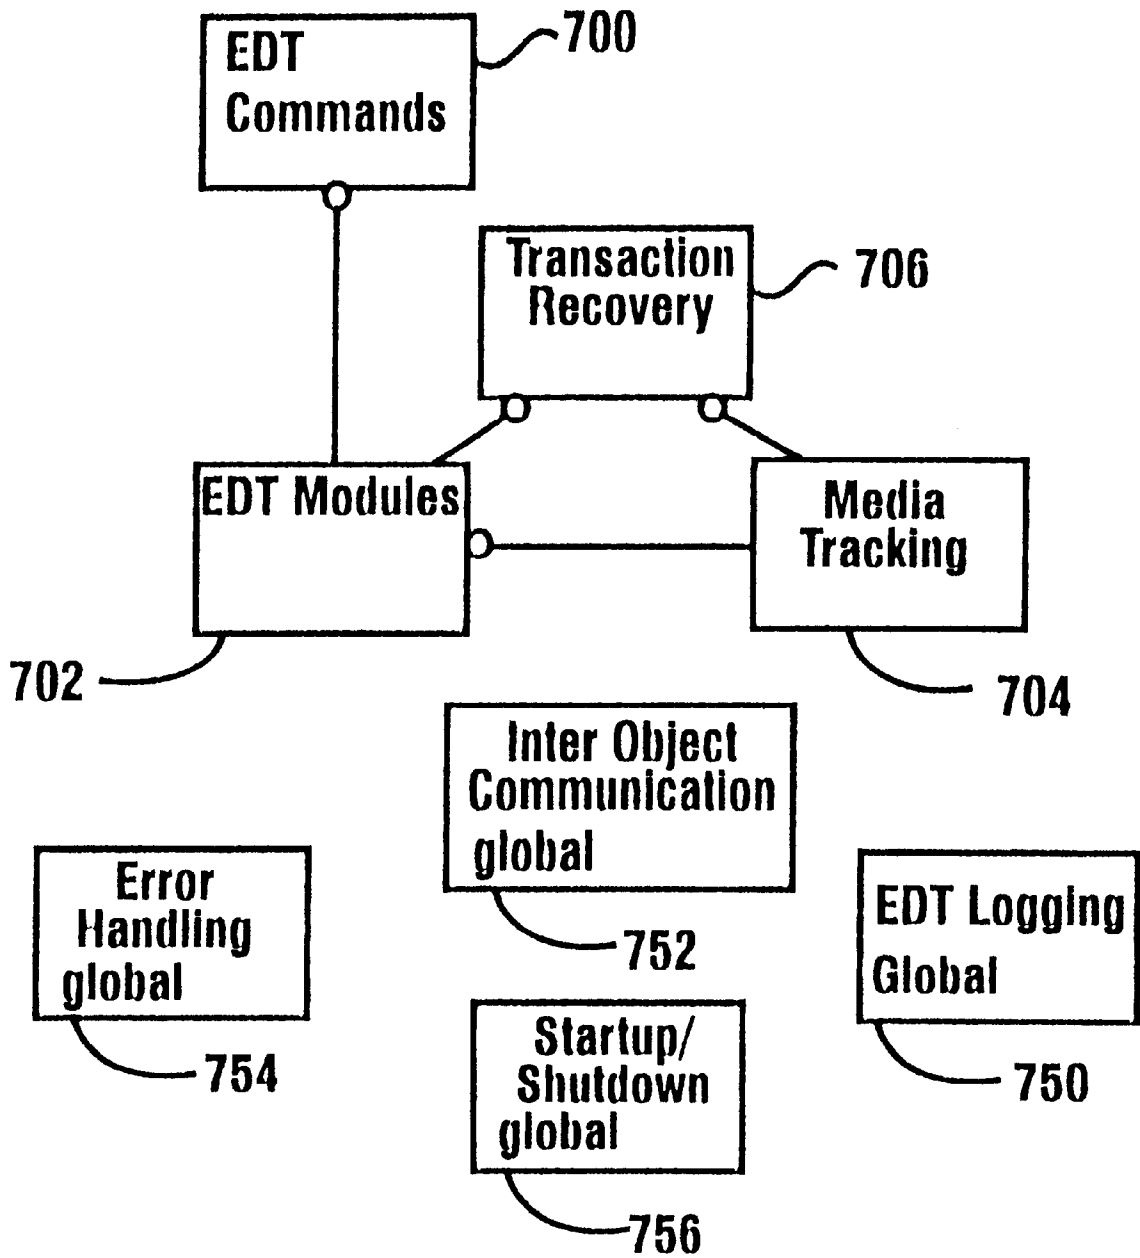 EDT
Commands
700
Transaction
Recovery
706
EDT Modules
702
Media
Tracking
704
Inter Object
Communication
global
752
Error
Handling
global
754
EDT Logging
Global
750
Startup/
Shutdown
global
756